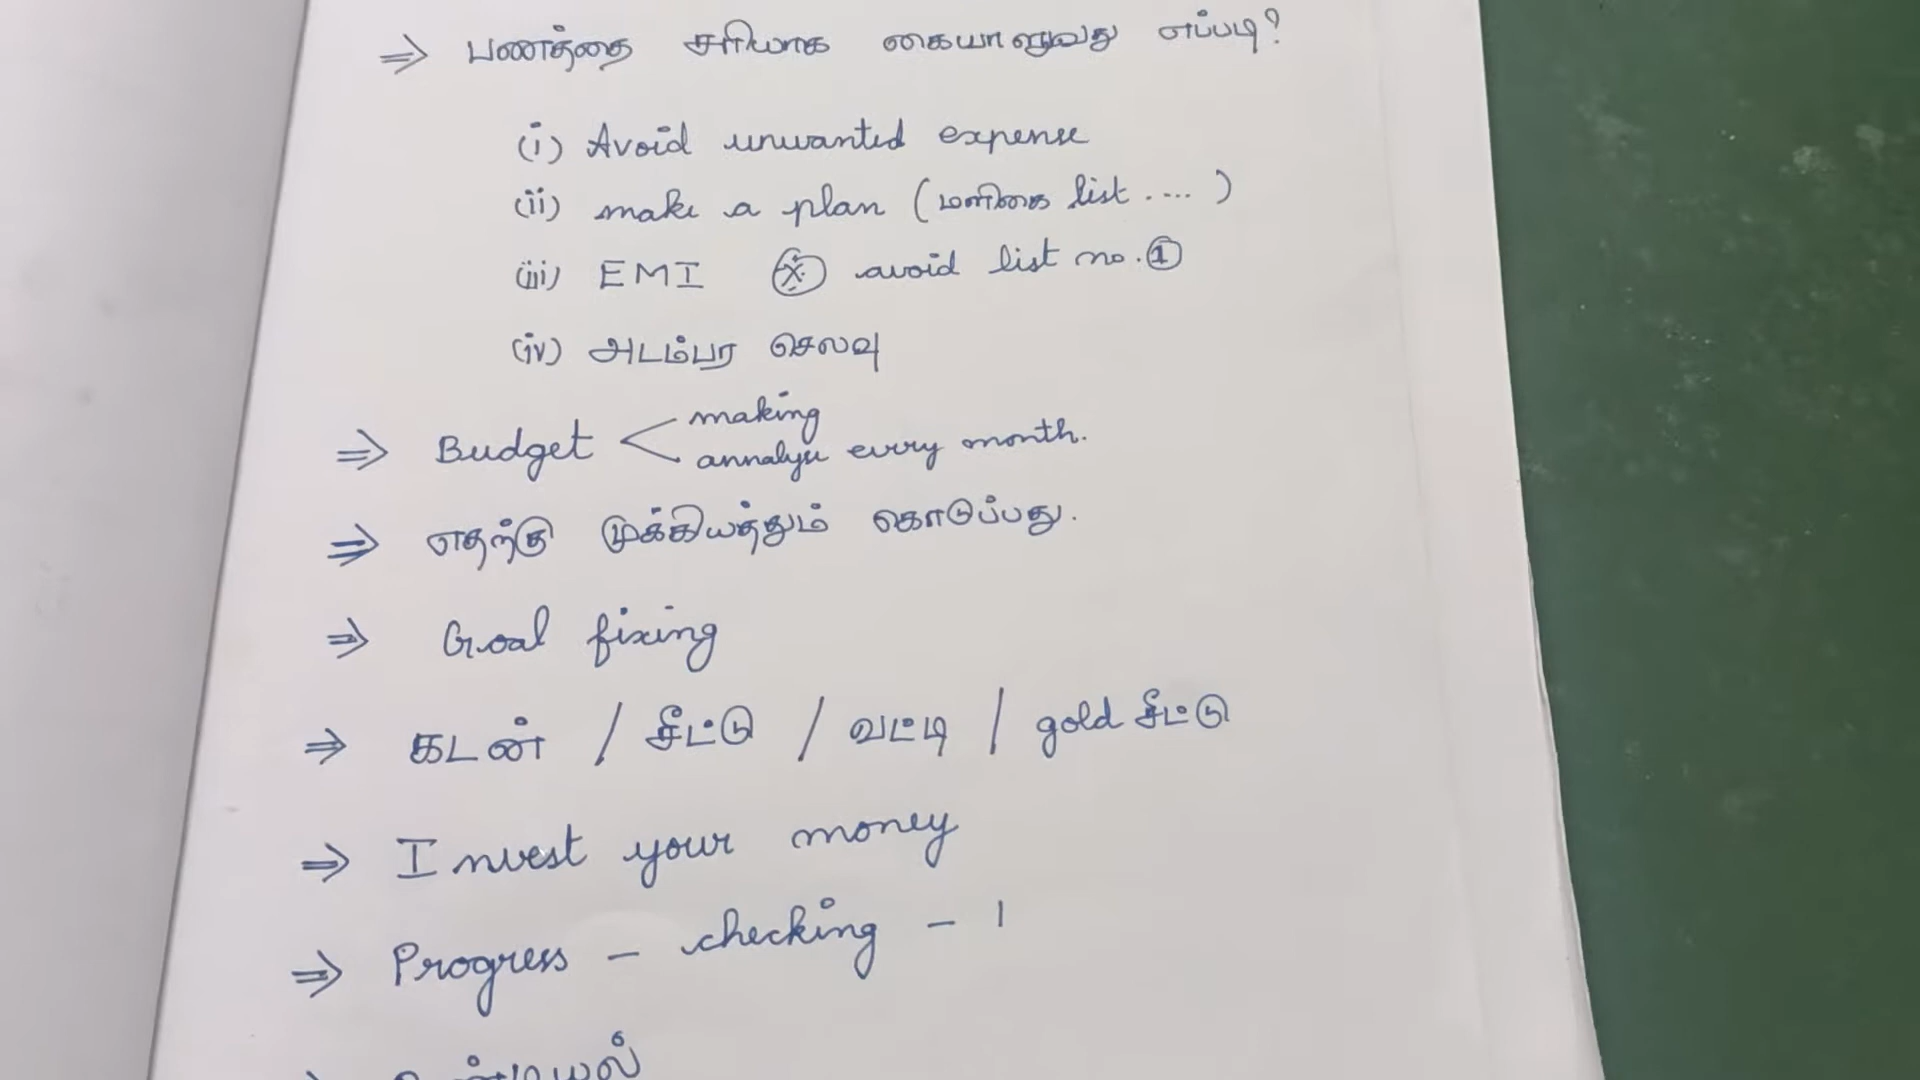 ⇒ பணத்தை சரியாக கையாளுவது எப்படி?
(i) Avoid unwanted expense
(ii) make a plan (மளிகை list ....)
(iii) EMI ⓧ avoid list no. ①
(iv) அடம்பர செலவு
⇒ Budget < making
annalyse every month.
⇒ எதற்கு முக்கியத்தும் கொடுப்பது.
⇒ Goal fixing
⇒ கடன் / சீட்டு / வட்டி / gold சீட்டு
⇒ Invest your money
⇒ Progress - checking - 1